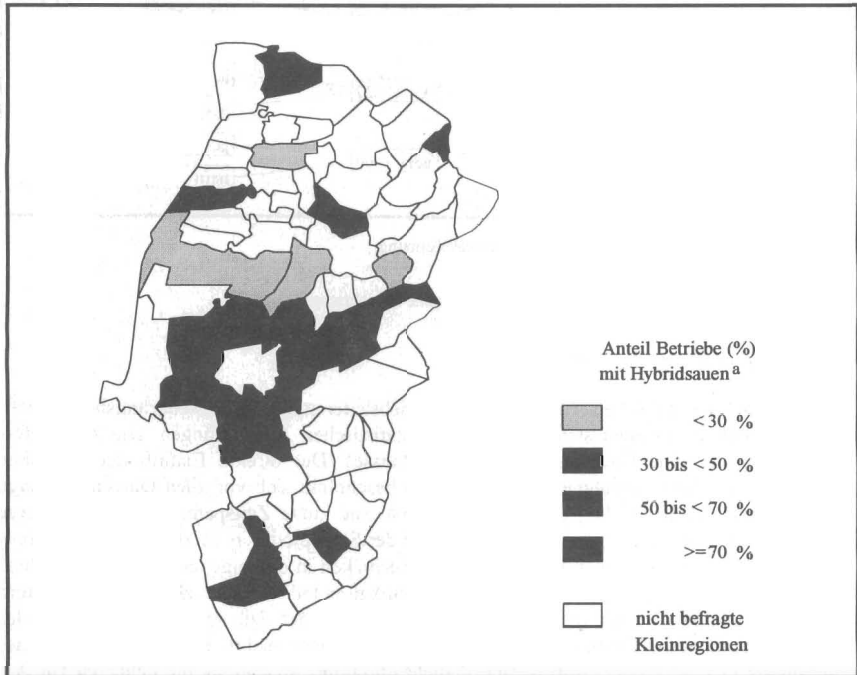 Anteil Betriebe (%)
mit Hybridsauen a
< 30 %
30 bis < 50 %
50 bis < 70 %
>=70 %
nicht befragte
Kleinregionen